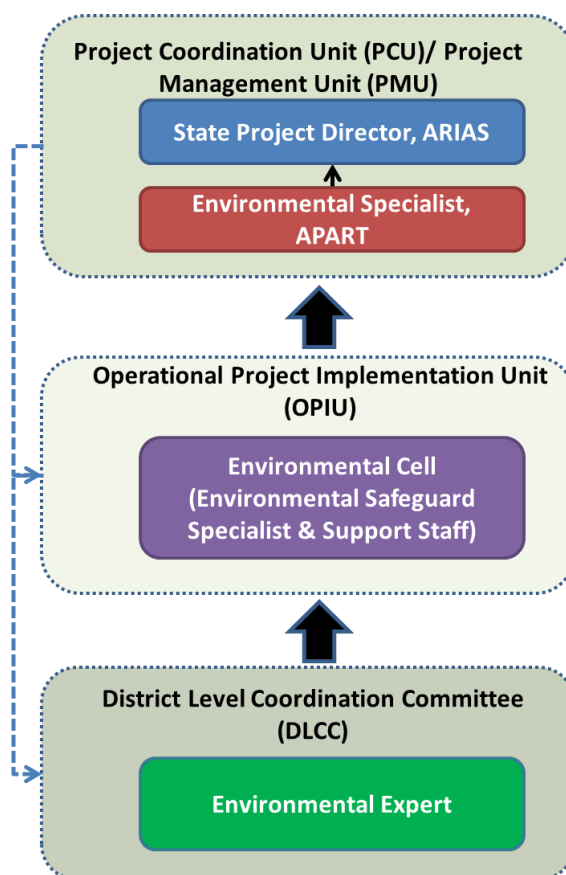 Project Coordination Unit (PCU)/ Project
Management Unit (PMU)
State Project Director, ARIAS
Environmental Specialist,
APART
Operational Project Implementation Unit
(OPIU)
Environmental Cell
(Environmental Safeguard
Specialist & Support Staff)
District Level Coordination Committee
(DLCC)
Environmental Expert